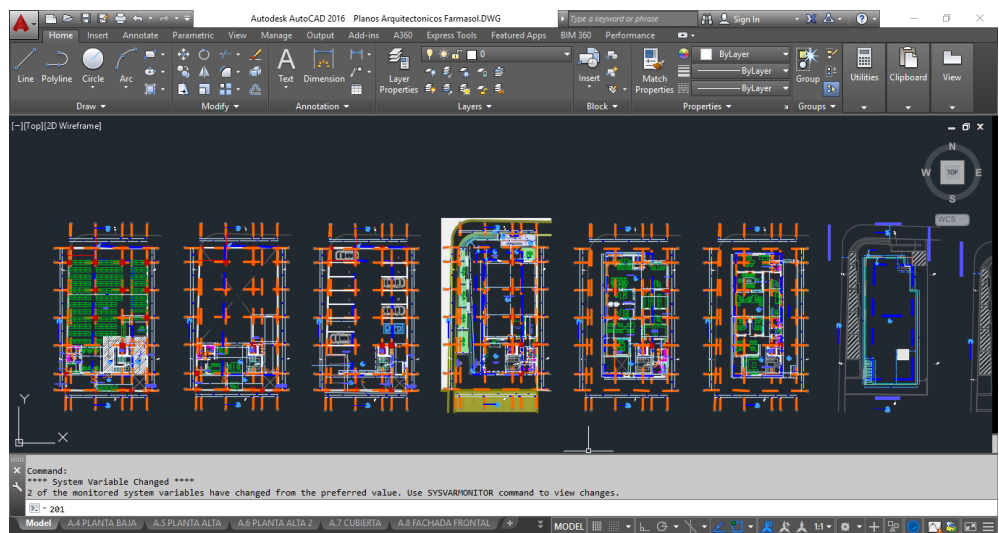 Autodesk AutoCAD 2016 Planos Arquitectonicos Farmasol.DWG
Type a keyword or phrase
Sign In
Home Insert Annotate Parametric View Manage Output Add-ins A360 Express Tools Featured Apps BIM 360 Performance
Line Polyline Circle Arc
Text Dimension
Layer Properties
0
Insert
Match Properties
ByLayer
ByLayer
ByLayer
Group
Utilities
Clipboard
View
Draw Modify Annotation Layers Block Properties Groups
[−][Top][2D Wireframe]
N
W TOP E
S
WCS
Y
X
Command:
**** System Variable Changed ****
2 of the monitored system variables have changed from the preferred value. Use SYSVARMONITOR command to view changes.
201
Model A.4 PLANTA BAJA A.5 PLANTA ALTA A.6 PLANTA ALTA 2 A.7 CUBIERTA A.8 FACHADA FRONTAL + MODEL 1:1